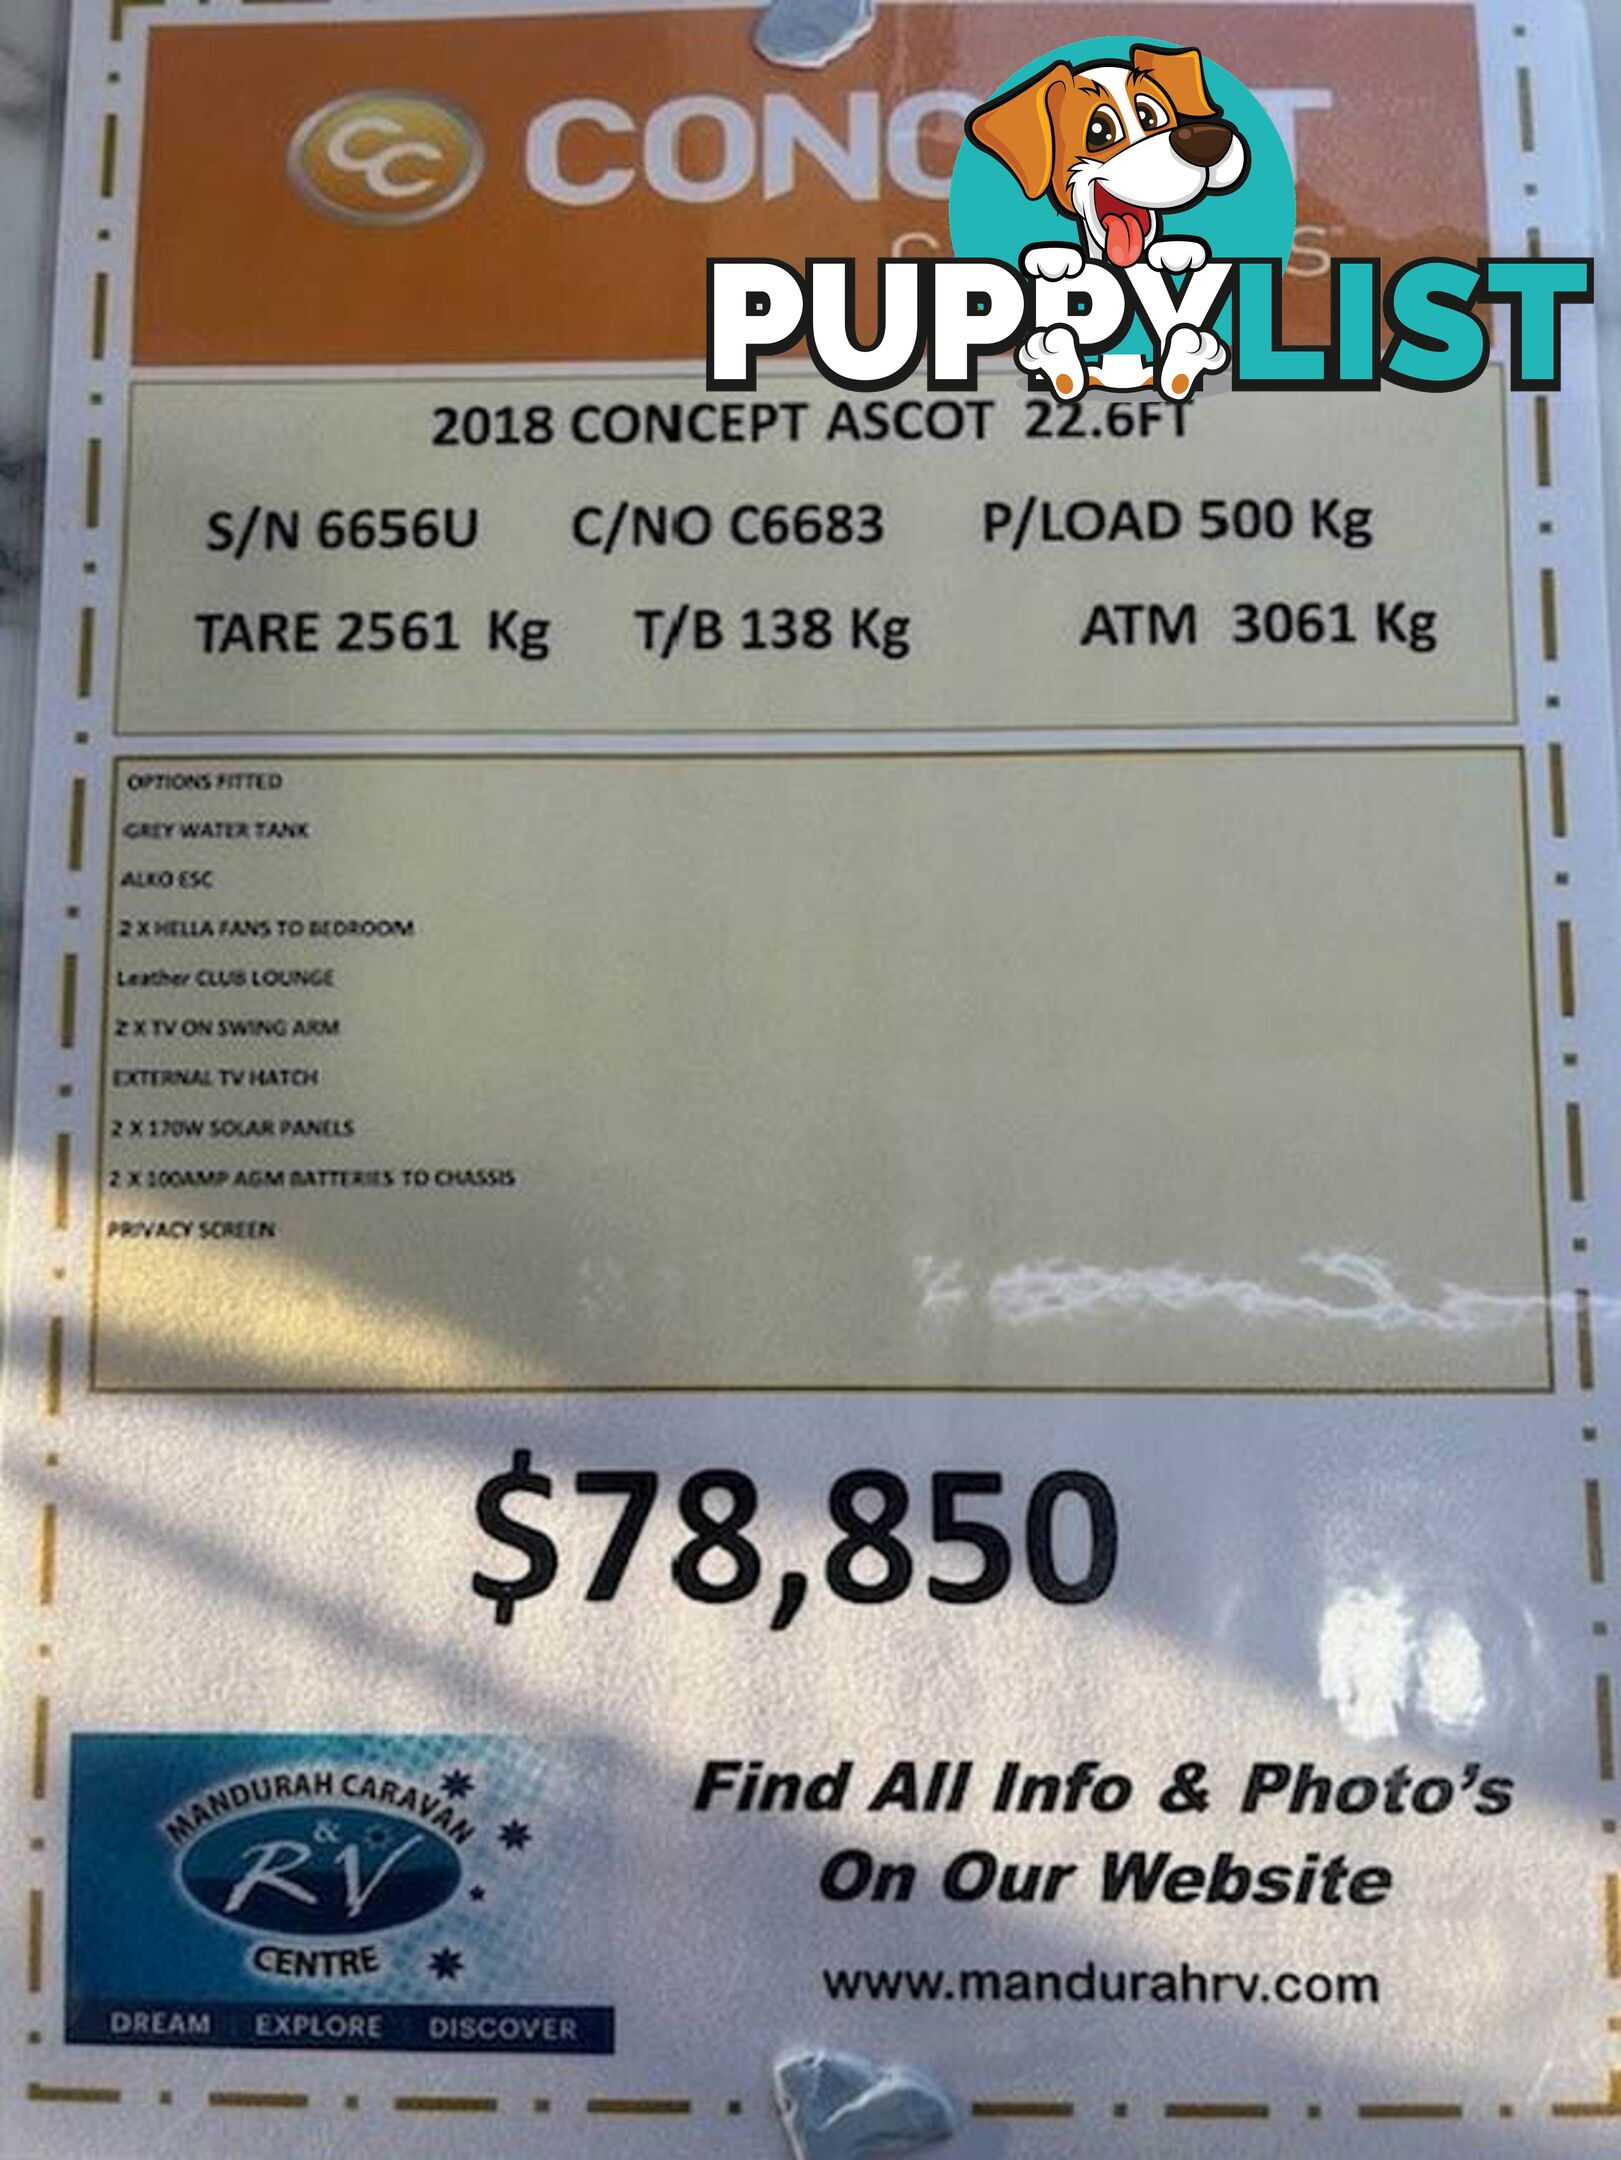 CC CONC T
PUPPYLIST
2018 CONCEPT ASCOT 22.6FT
S/N 6656U C/NO C6683 P/LOAD 500 Kg
TARE 2561 Kg T/B 138 Kg ATM 3061 Kg
OPTIONS FITTED
GREY WATER TANK
ALKO ESC
2 X HELLA FANS TO BEDROOM
Leather CLUB LOUNGE
2 X TV ON SWING ARM
EXTERNAL TV HATCH
2 X 170W SOLAR PANELS
2 X 100AMP AGM BATTERIES TO CHASSIS
PRIVACY SCREEN
$78,850
MANDURAH CARAVAN
&
RV
CENTRE
DREAM EXPLORE DISCOVER
Find All Info & Photo's
On Our Website
www.mandurahrv.com